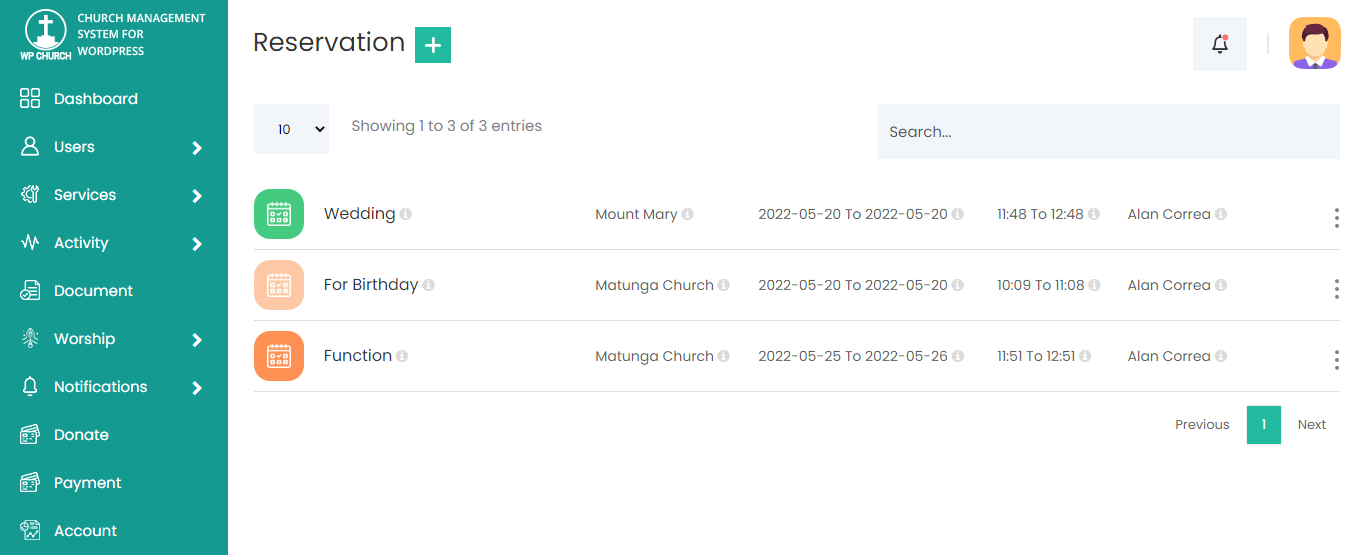 CHURCH MANAGEMENT
SYSTEM FOR
WORDPRESS
WP CHURCH
Dashboard
Users
Services
Activity
Document
Worship
Notifications
Donate
Payment
Account
Reservation +
10
Showing 1 to 3 of 3 entries
Search...
Wedding Mount Mary 2022-05-20 To 2022-05-20 11:48 To 12:48 Alan Correa
For Birthday Matunga Church 2022-05-20 To 2022-05-20 10:09 To 11:08 Alan Correa
Function Matunga Church 2022-05-25 To 2022-05-26 11:51 To 12:51 Alan Correa
Previous 1 Next